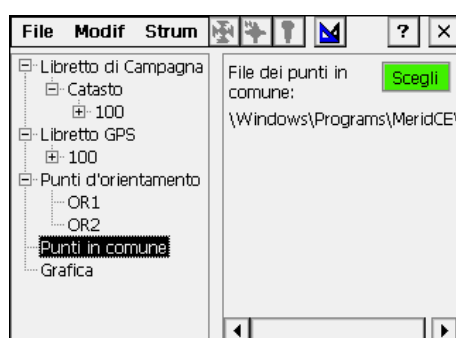 File Modif Strum ?
Libretto di Campagna
Catasto
100
Libretto GPS
100
Punti d'orientamento
OR1
OR2
Punti in comune
Grafica
File dei punti in
comune:
Scegli
\Windows\Programs\MeridCE\